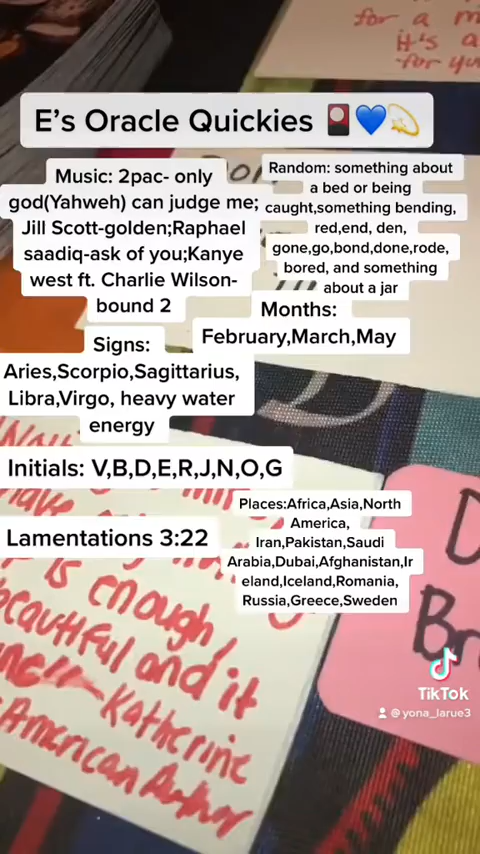 for a m
it's a
for you
E's Oracle Quickies 🎴💙💫
Music: 2pac- only
god(Yahweh) can judge me;
Jill Scott-golden;Raphael
saadiq-ask of you;Kanye
west ft. Charlie Wilson-
bound 2
Random: something about
a bed or being
caught,something bending,
red,end, den,
gone,go,bond,done,rode,
bored, and something
about a jar
Months:
February,March,May
Signs:
Aries,Scorpio,Sagittarius,
Libra,Virgo, heavy water
energy
Initials: V,B,D,E,R,J,N,O,G
Places:Africa,Asia,North
America,
Iran,Pakistan,Saudi
Arabia,Dubai,Afghanistan,Ir
eland,Iceland,Romania,
Russia,Greece,Sweden
Lamentations 3:22
have
is enough,
beautiful and it
Katherine
American Author
D
Br
TikTok
@yona_larue3